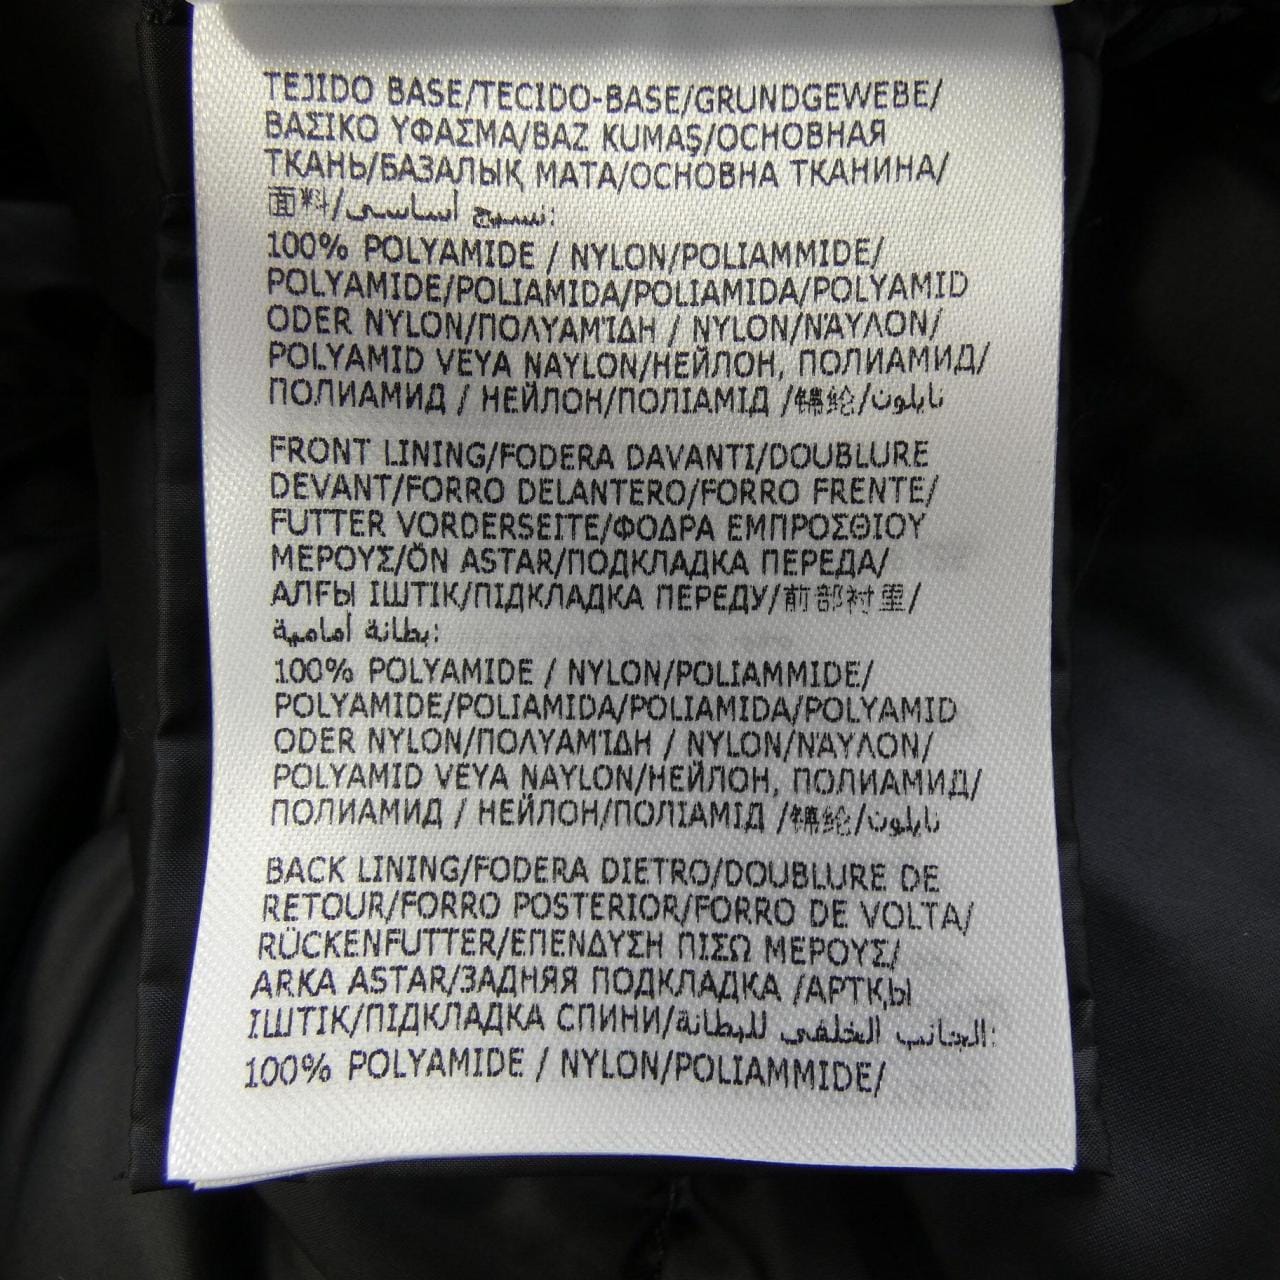 TEJIDO BASE/TECIDO-BASE/GRUNDGEWEBE/
ΒΑΣΙΚΟ ΥΦΑΣΜΑ/BAZ KUMAŞ/ОСНОВНАЯ
ТКАНЬ/БАЗАЛЫҚ МАТА/ОСНОВНА ТКАНИНА/
面料/نسيج أساسي:
100% POLYAMIDE / NYLON/POLIAMMIDE/
POLYAMIDE/POLIAMIDA/POLIAMIDA/POLYAMID
ODER NYLON/ΠΟΛΥΑΜΊΔΗ / NYLON/ΝΆΥΛΟΝ/
POLYAMID VEYA NAYLON/НЕЙЛОН, ПОЛИАМИД/
ПОЛИАМИД / НЕЙЛОН/ПОЛІАМІД /锦纶/نايلون
FRONT LINING/FODERA DAVANTI/DOUBLURE
DEVANT/FORRO DELANTERO/FORRO FRENTE/
FUTTER VORDERSEITE/ΦΟΔΡΑ ΕΜΠΡΟΣΘΙΟΥ
ΜΕΡΟΥΣ/ÖN ASTAR/ПОДКЛАДКА ПЕРЕДА/
АЛҒЫ ІШТІК/ПІДКЛАДКА ПЕРЕДУ/前部衬里/
بطانة أمامية:
100% POLYAMIDE / NYLON/POLIAMMIDE/
POLYAMIDE/POLIAMIDA/POLIAMIDA/POLYAMID
ODER NYLON/ΠΟΛΥΑΜΊΔΗ / NYLON/ΝΆΥΛΟΝ/
POLYAMID VEYA NAYLON/НЕЙЛОН, ПОЛИАМИД/
ПОЛИАМИД / НЕЙЛОН/ПОЛІАМІД /锦纶/نايلون
BACK LINING/FODERA DIETRO/DOUBLURE DE
RETOUR/FORRO POSTERIOR/FORRO DE VOLTA/
RÜCKENFUTTER/ΕΠΕΝΔΥΣΗ ΠΙΣΩ ΜΕΡΟΥΣ/
ARKA ASTAR/ЗАДНЯЯ ПОДКЛАДКА /АРТҚЫ
ІШТІК/ПІДКЛАДКА СПИНИ/الجانب الخلفي للبطانة:
100% POLYAMIDE / NYLON/POLIAMMIDE/